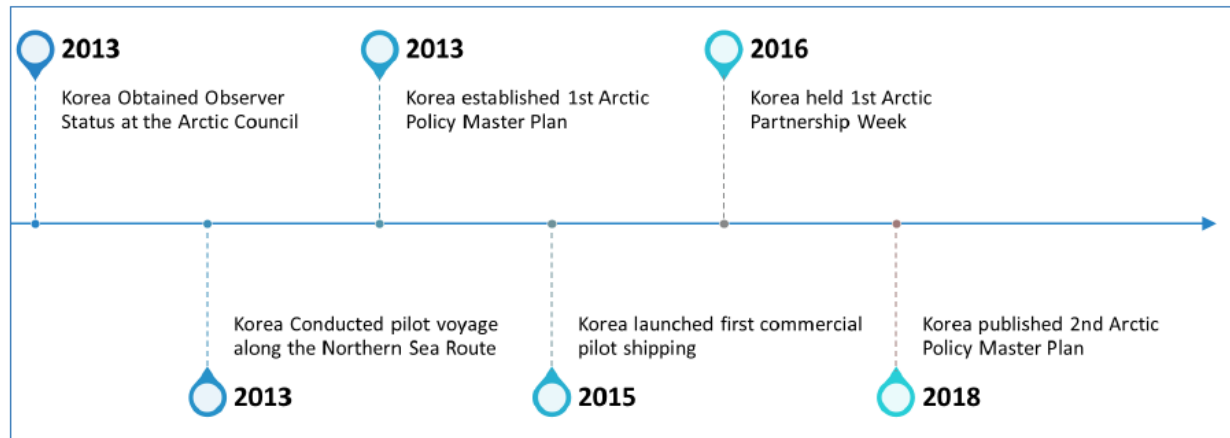 2013
Korea Obtained Observer
Status at the Arctic Council
2013
Korea established 1st Arctic
Policy Master Plan
2016
Korea held 1st Arctic
Partnership Week
Korea Conducted pilot voyage
along the Northern Sea Route
2013
Korea launched first commercial
pilot shipping
2015
Korea published 2nd Arctic
Policy Master Plan
2018